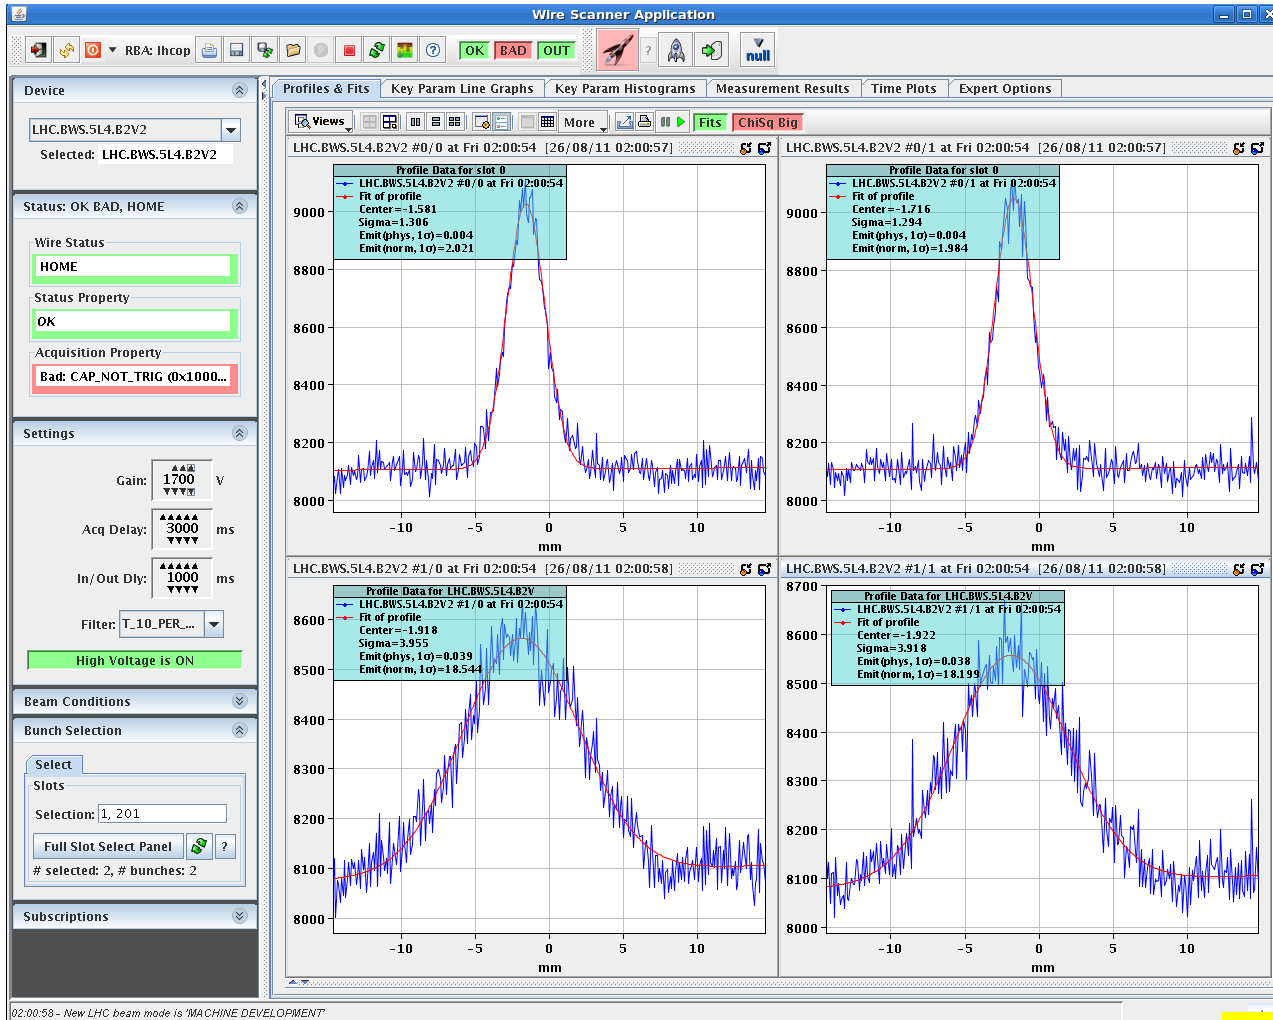 Wire Scanner Application
RBA: lhcop
OK BAD OUT
?
null
Device
LHC.BWS.5L4.B2V2
Selected: LHC.BWS.5L4.B2V2
Status: OK BAD, HOME
Wire Status
HOME
Status Property
OK
Acquisition Property
Bad: CAP_NOT_TRIG (0x1000...
Settings
Gain: 1700 V
Acq Delay: 3000 ms
In/Out Dly: 1000 ms
Filter: T_10_PER_...
High Voltage is ON
Beam Conditions
Bunch Selection
Select
Slots
Selection: 1, 201
Full Slot Select Panel ?
# selected: 2, # bunches: 2
Subscriptions
Profiles & Fits Key Param Line Graphs Key Param Histograms Measurement Results Time Plots Expert Options
Views More Fits ChiSq Big
LHC.BWS.5L4.B2V2 #0/0 at Fri 02:00:54 [26/08/11 02:00:57]
Profile Data for slot 0
LHC.BWS.5L4.B2V2 #0/0 at Fri 02:00:54
Fit of profile
Center=-1.581
Sigma=1.306
Emit(phys, 1σ)=0.004
Emit(norm, 1σ)=2.021
9000
8800
8600
8400
8200
8000
-10 -5 0 5 10
mm
LHC.BWS.5L4.B2V2 #0/1 at Fri 02:00:54 [26/08/11 02:00:57]
Profile Data for slot 0
LHC.BWS.5L4.B2V2 #0/1 at Fri 02:00:54
Fit of profile
Center=-1.716
Sigma=1.294
Emit(phys, 1σ)=0.004
Emit(norm, 1σ)=1.984
9000
8800
8600
8400
8200
8000
-10 -5 0 5 10
mm
LHC.BWS.5L4.B2V2 #1/0 at Fri 02:00:54 [26/08/11 02:00:58]
Profile Data for LHC.BWS.5L4.B2V
LHC.BWS.5L4.B2V2 #1/0 at Fri 02:00:54
Fit of profile
Center=-1.918
Sigma=3.955
Emit(phys, 1σ)=0.039
Emit(norm, 1σ)=18.544
8600
8500
8400
8300
8200
8100
8000
-10 -5 0 5 10
mm
LHC.BWS.5L4.B2V2 #1/1 at Fri 02:00:54 [26/08/11 02:00:58]
Profile Data for LHC.BWS.5L4.B2V
LHC.BWS.5L4.B2V2 #1/1 at Fri 02:00:54
Fit of profile
Center=-1.922
Sigma=3.918
Emit(phys, 1σ)=0.038
Emit(norm, 1σ)=18.199
8700
8600
8500
8400
8300
8200
8100
8000
-10 -5 0 5 10
mm
02:00:58 - New LHC beam mode is 'MACHINE DEVELOPMENT'